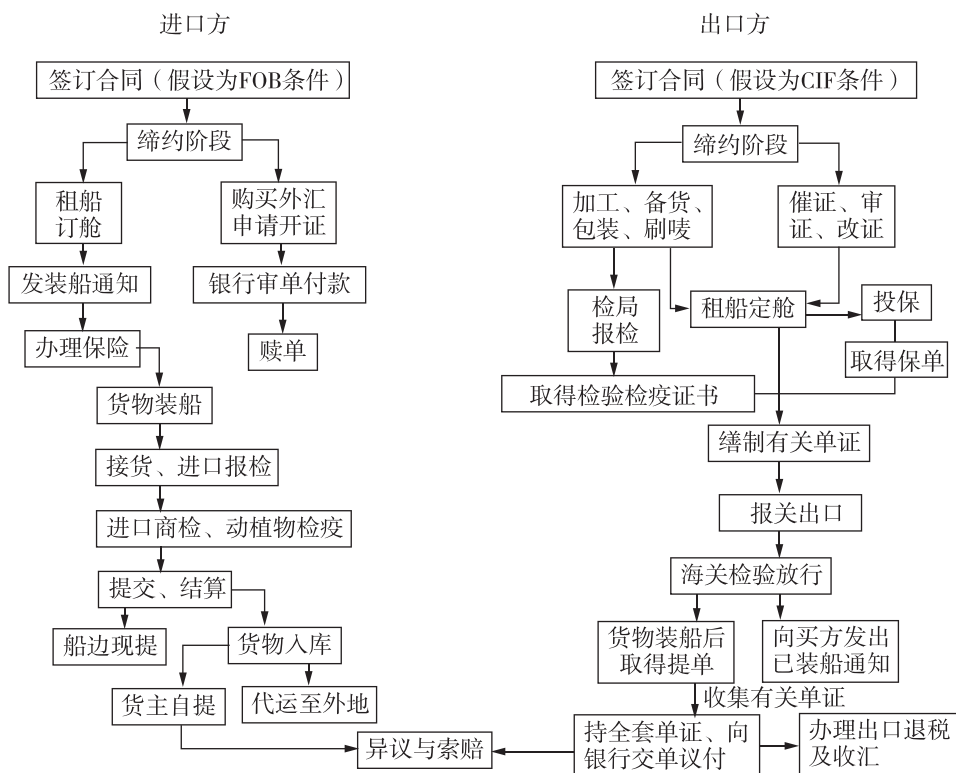 进口方
签订合同（假设为FOB条件）
缔约阶段
租船
订舱
购买外汇
申请开证
发装船通知
银行审单付款
办理保险
赎单
货物装船
接货、进口报检
进口商检、动植物检疫
提交、结算
船边现提
货物入库
货主自提
代运至外地
异议与索赔
出口方
签订合同（假设为CIF条件）
缔约阶段
加工、备货、
包装、刷唛
催证、审
证、改证
检局
报检
租船定舱
投保
取得保单
取得检验检疫证书
缮制有关单证
报关出口
海关检验放行
货物装船后
取得提单
向买方发出
已装船通知
收集有关单证
持全套单证、向
银行交单议付
办理出口退税
及收汇